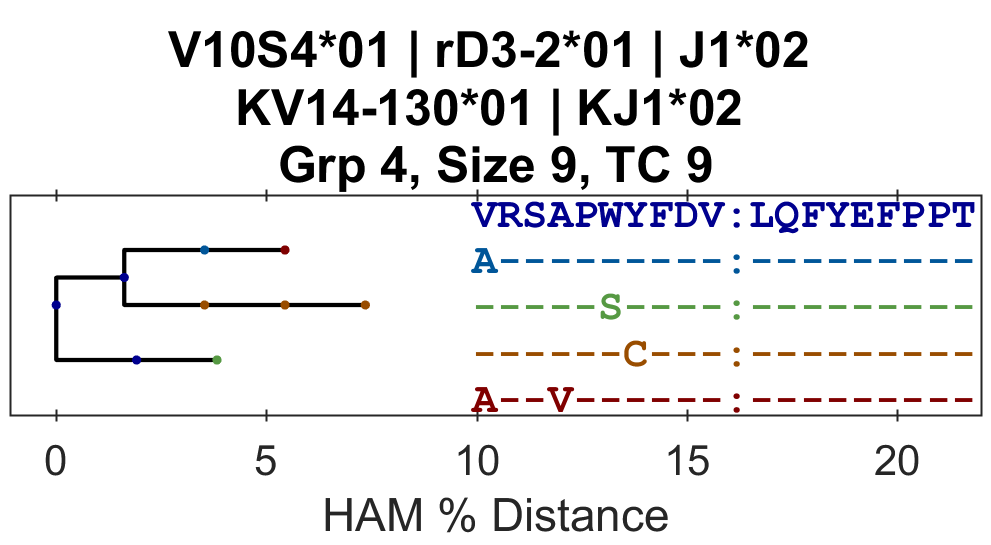 V10S4*01 | rD3-2*01 | J1*02
KV14-130*01 | KJ1*02
Grp 4, Size 9, TC 9
VRSAPWYFDV:LQFYEFPPT
A---------:---------
-----S----:---------
------C---:---------
A--V------:---------
0 5 10 15 20
HAM % Distance